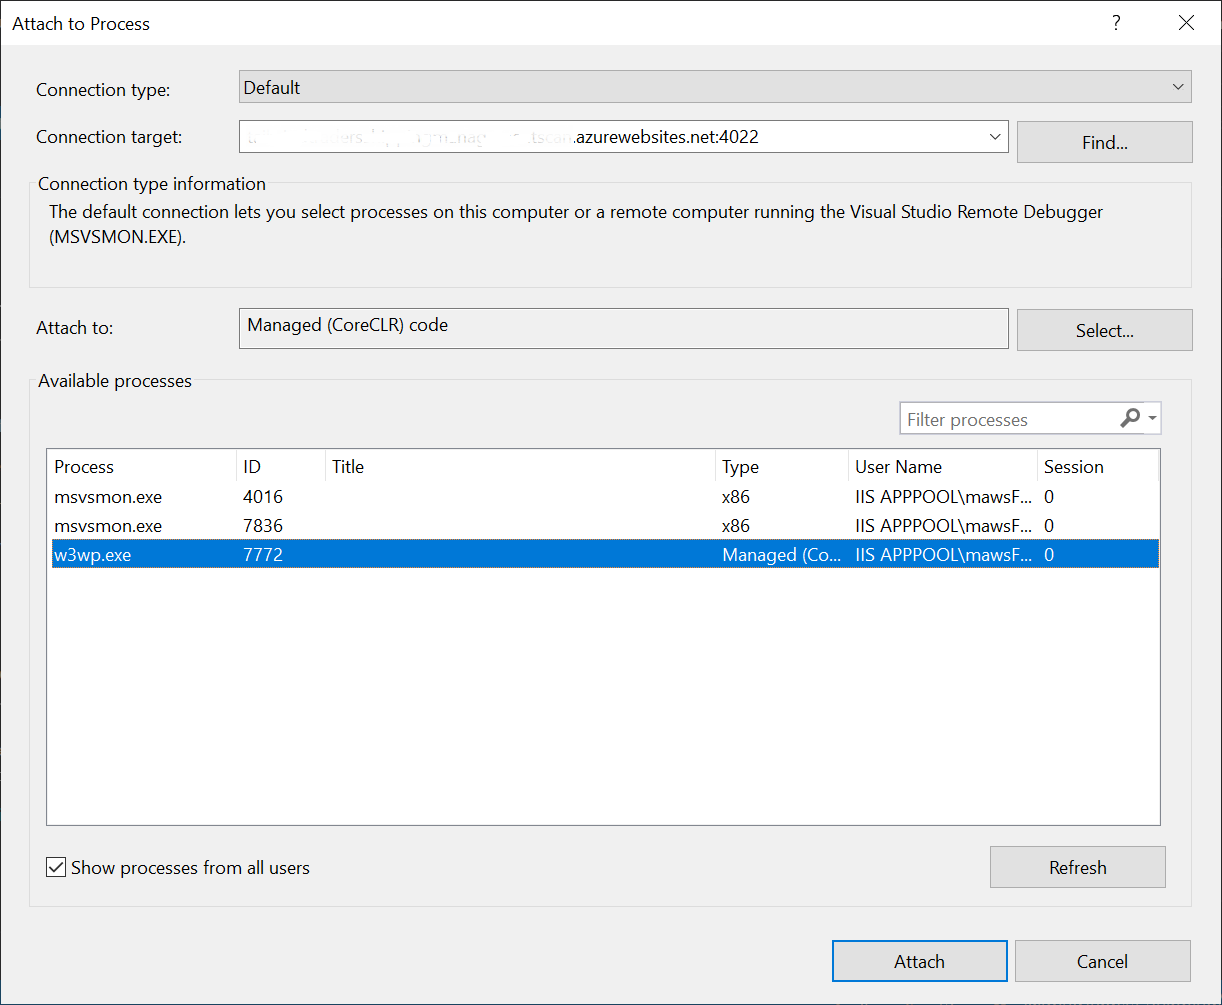 Attach to Process
?
Connection type:
Default
Connection target:
.azurewebsites.net:4022
Find...
Connection type information
The default connection lets you select processes on this computer or a remote computer running the Visual Studio Remote Debugger
(MSVSMON.EXE).
Attach to:
Managed (CoreCLR) code
Select...
Available processes
Filter processes
Process ID Title Type User Name Session
msvsmon.exe 4016 x86 IIS APPPOOL\mawsF... 0
msvsmon.exe 7836 x86 IIS APPPOOL\mawsF... 0
w3wp.exe 7772 Managed (Co... IIS APPPOOL\mawsF... 0
Show processes from all users
Refresh
Attach
Cancel